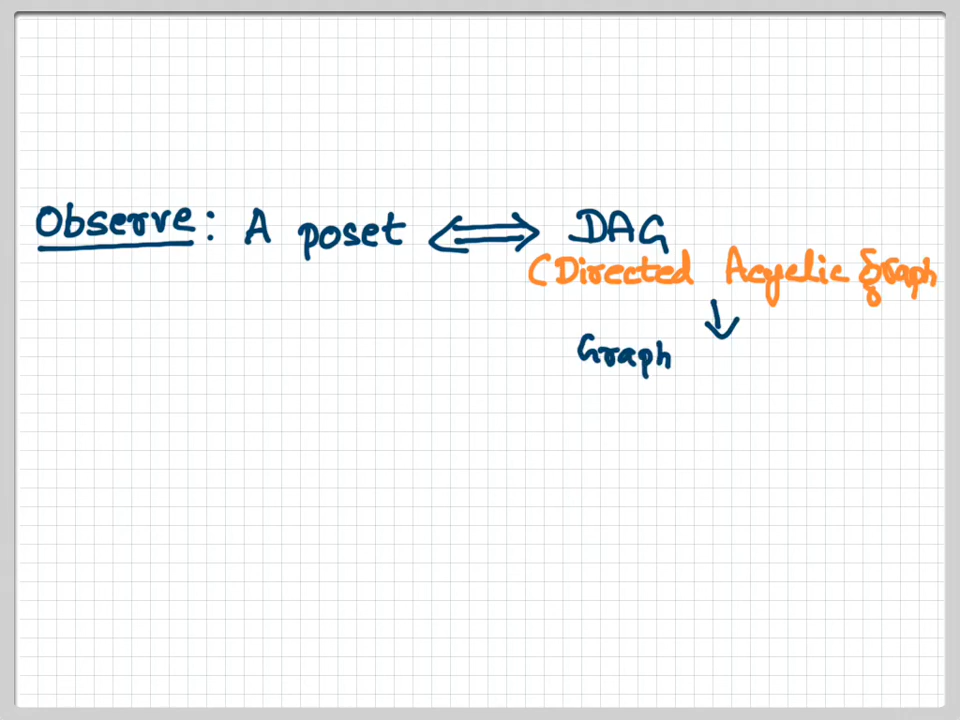 Observe: A poset ⟺ DAG
(Directed Acyclic Graph
↓
Graph